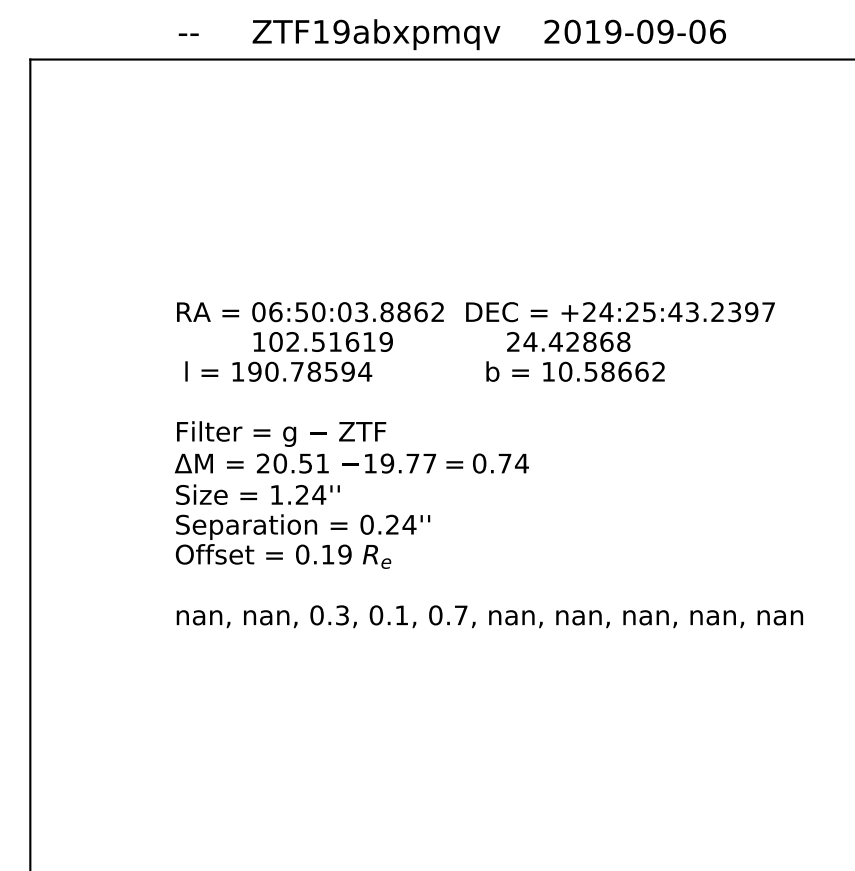 -- ZTF19abxpmqv 2019-09-06
RA = 06:50:03.8862 DEC = +24:25:43.2397
102.51619 24.42868
l = 190.78594 b = 10.58662
Filter = g − ZTF
ΔM = 20.51 −19.77 = 0.74
Size = 1.24''
Separation = 0.24''
Offset = 0.19 Rₑ
nan, nan, 0.3, 0.1, 0.7, nan, nan, nan, nan, nan